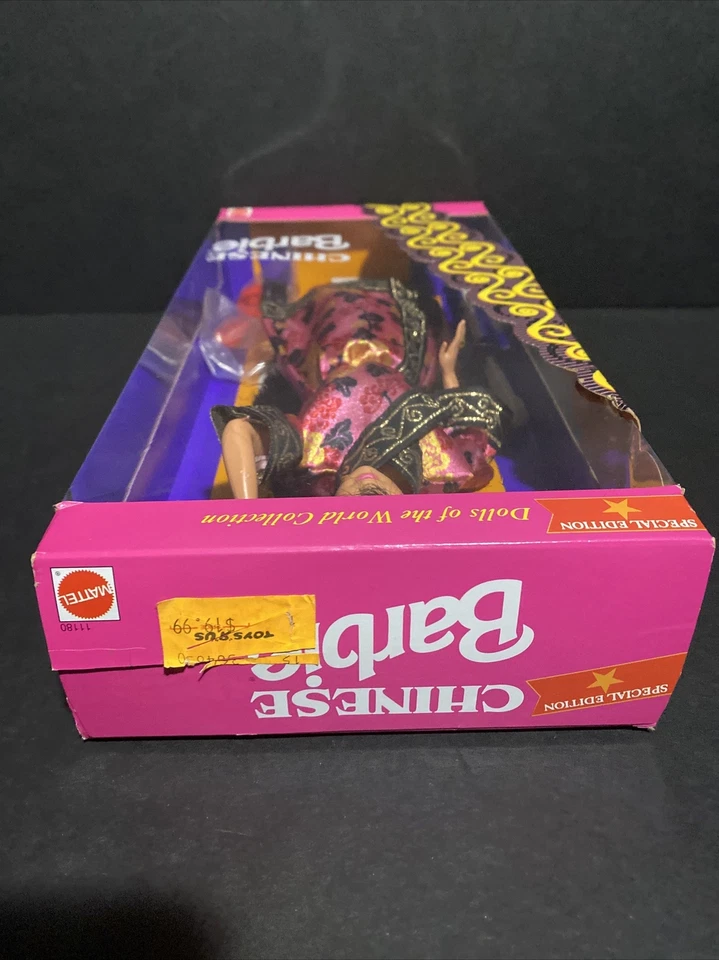 CHINESE
Barbie
SPECIAL EDITION
Barbie
MATTEL
®
11180
TOYS "R" US
$19.99
SPECIAL EDITION
Dolls of the World Collection
CHINESE
Barbie